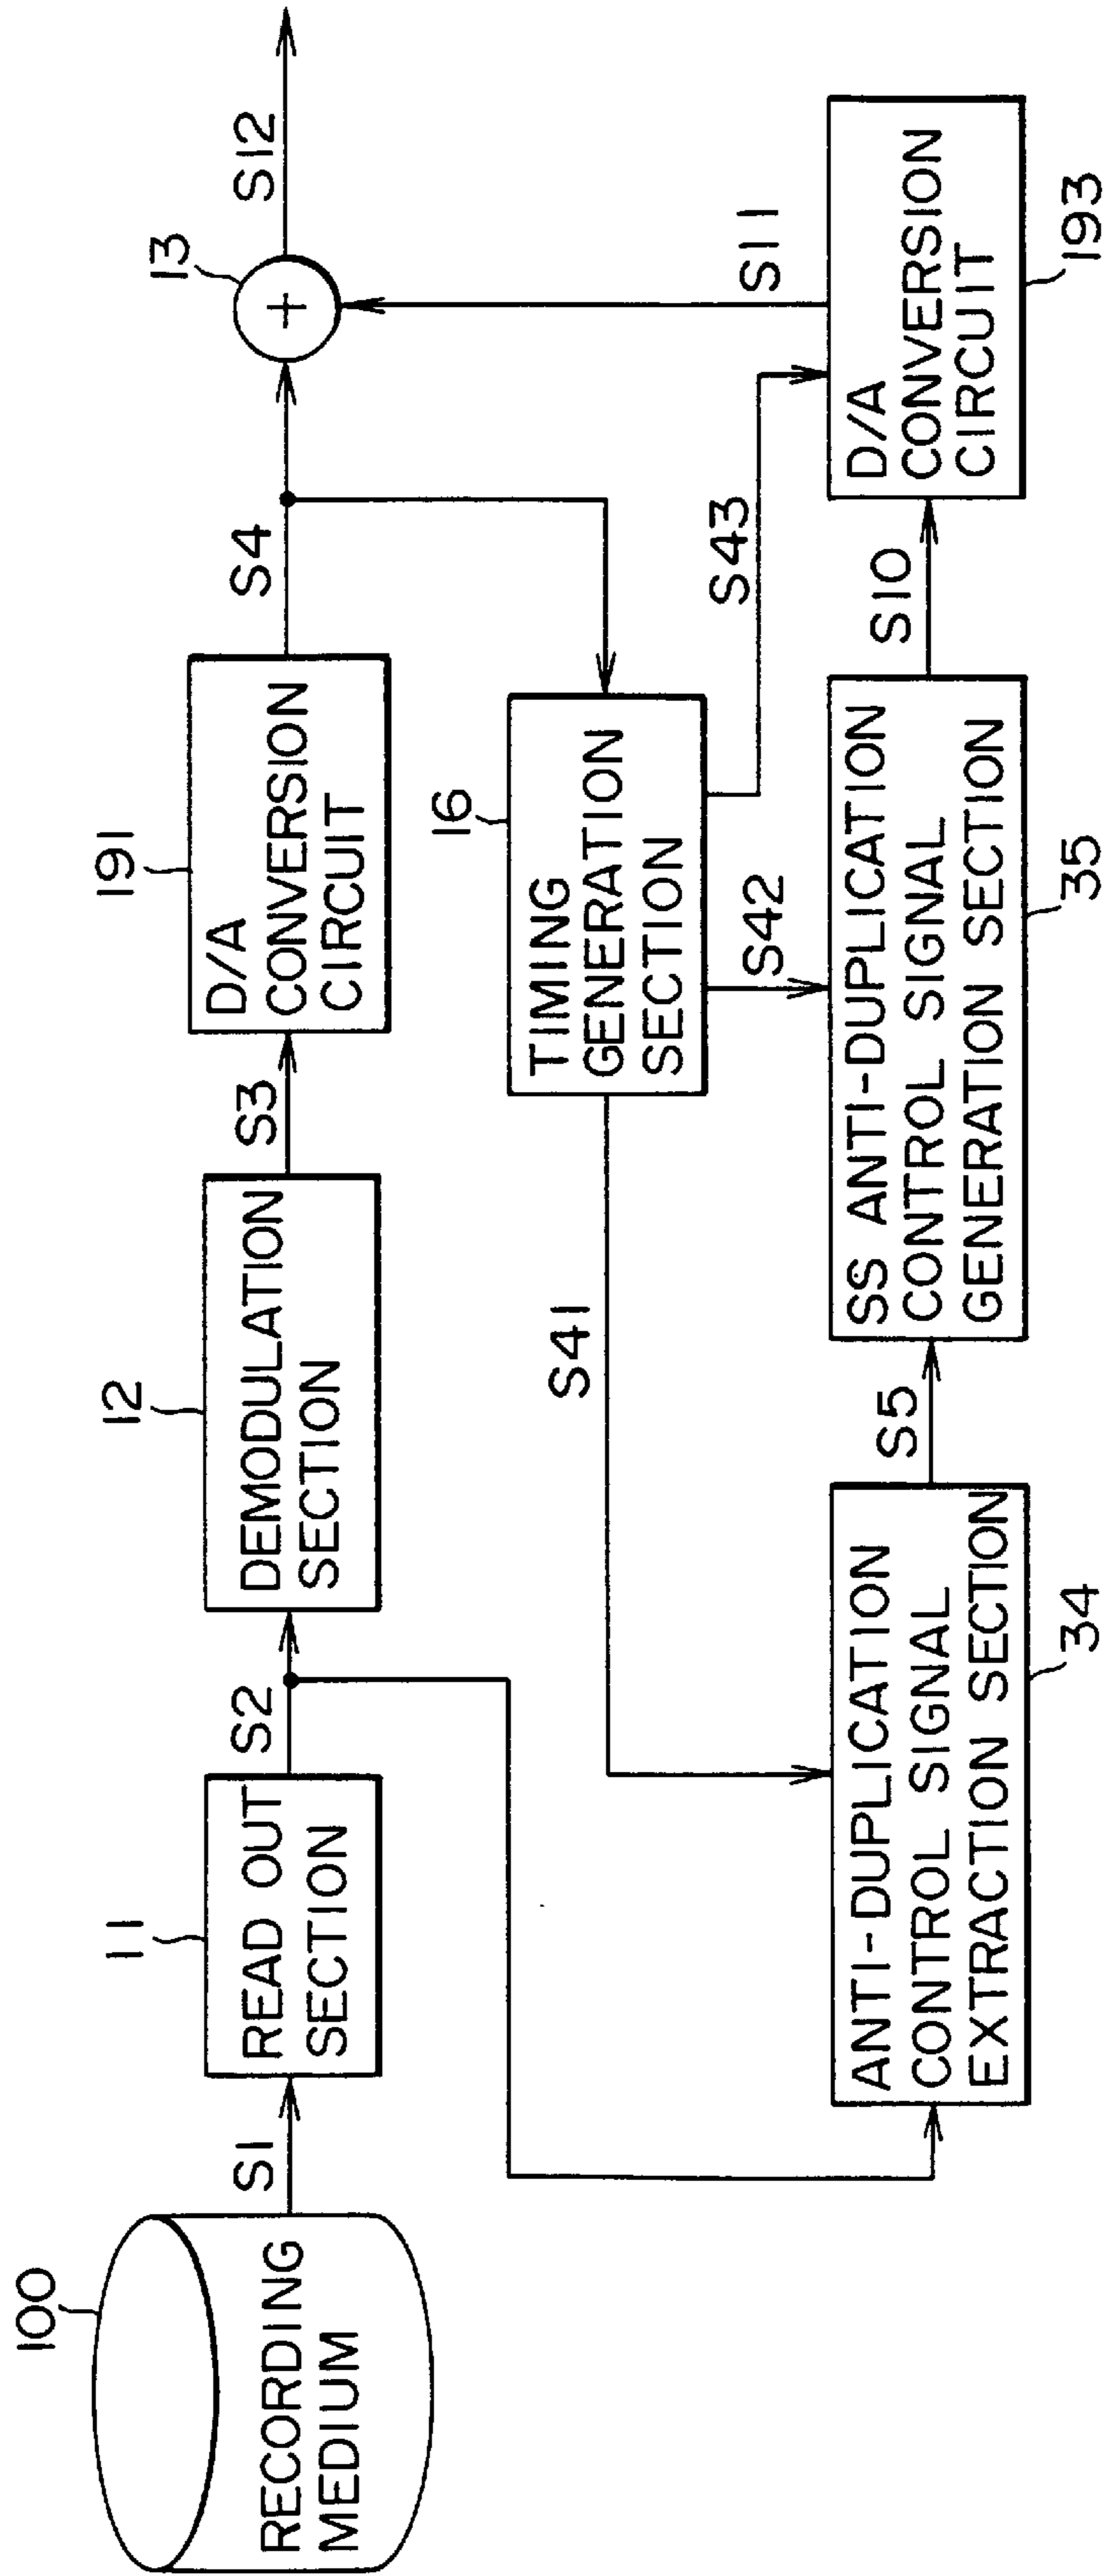 100
RECORDING
MEDIUM
S1
11
READ OUT
SECTION
S2
12
DEMODULATION
SECTION
S3
191
D/A
CONVERSION
CIRCUIT
S4
13
+
S12
16
TIMING
GENERATION
SECTION
S41
S42
S43
S11
ANTI-DUPLICATION
CONTROL SIGNAL
EXTRACTION SECTION
34
S5
SS ANTI-DUPLICATION
CONTROL SIGNAL
GENERATION SECTION
35
S10
D/A
CONVERSION
CIRCUIT
193